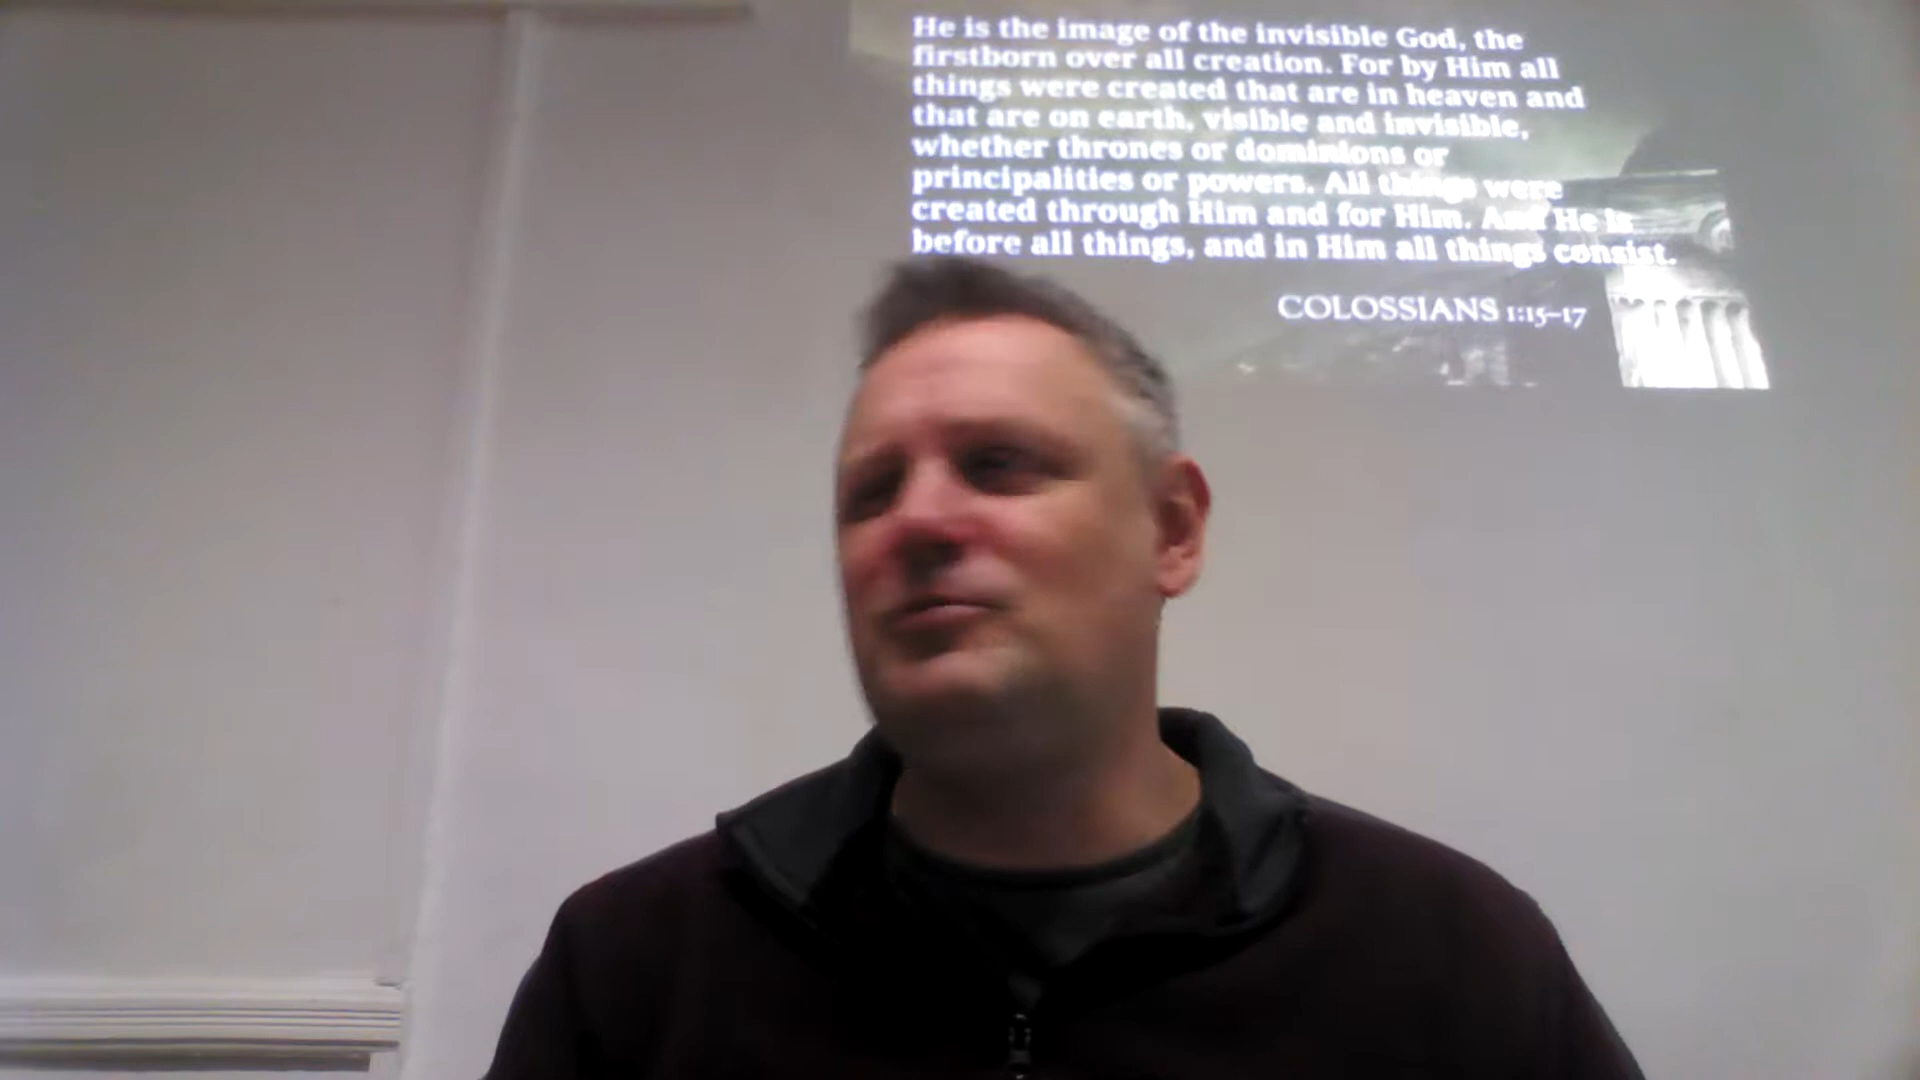 He is the image of the invisible God, the
firstborn over all creation. For by Him all
things were created that are in heaven and
that are on earth, visible and invisible,
whether thrones or dominions or
principalities or powers. All things were
created through Him and for Him. And He is
before all things, and in Him all things consist.
COLOSSIANS 1:15–17